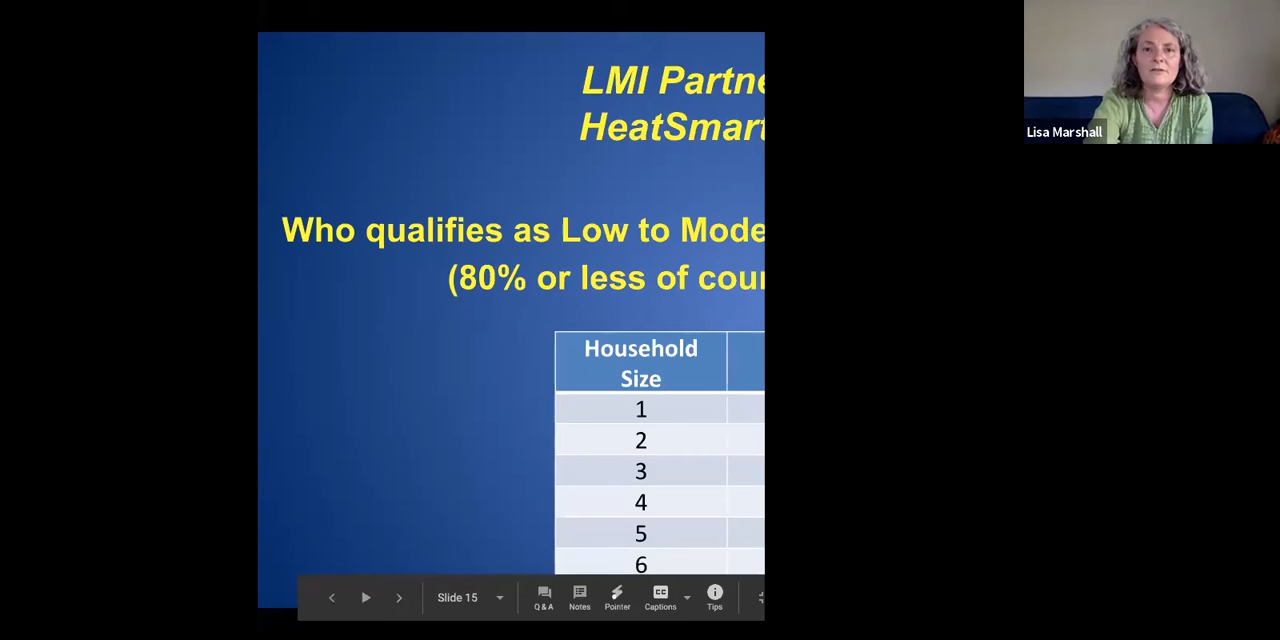 LMI Partne
HeatSmart
Who qualifies as Low to Mode
(80% or less of cour
Household
Size
1
2
3
4
5
6
Slide 15
Q & A
Notes
Pointer
CC
Captions
Tips
Lisa Marshall